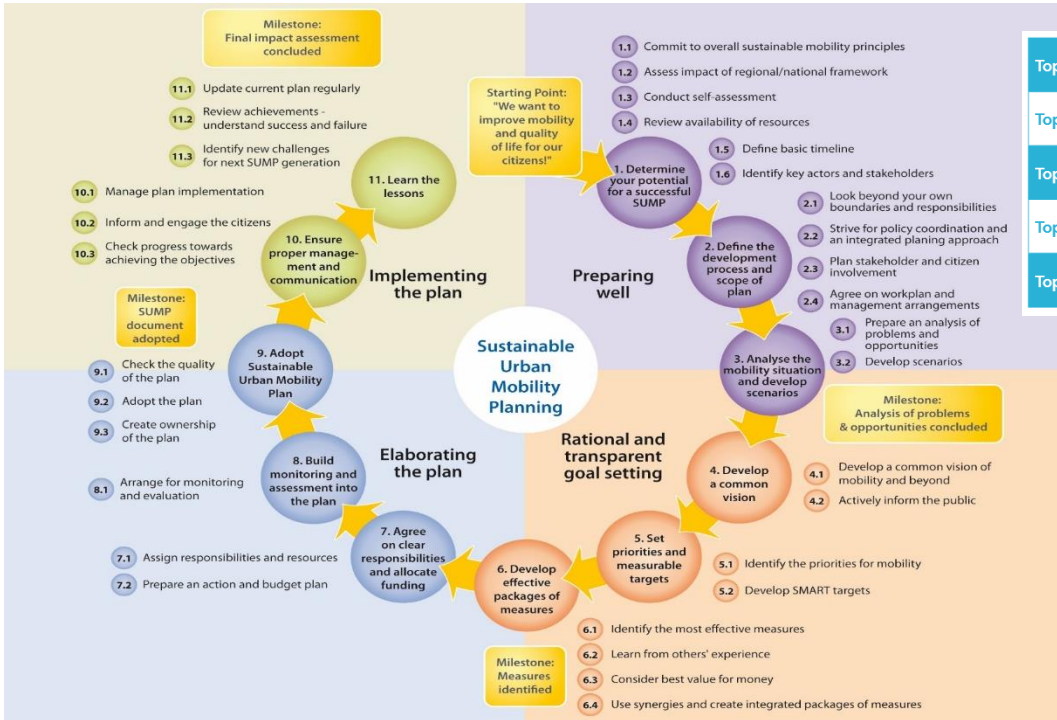 Milestone:
Final impact assessment
concluded
11.1 Update current plan regularly
11.2 Review achievements -
understand success and failure
11.3 Identify new challenges
for next SUMP generation
11. Learn the
lessons
10.1 Manage plan implementation
10.2 Inform and engage the citizens
10.3 Check progress towards
achieving the objectives
10. Ensure
proper manage-
ment and
communication
Implementing
the plan
Starting Point:
"We want to
improve mobility
and quality
of life for our
citizens!"
1.1 Commit to overall sustainable mobility principles
1.2 Assess impact of regional/national framework
1.3 Conduct self-assessment
1.4 Review availability of resources
1.5 Define basic timeline
1.6 Identify key actors and stakeholders
1. Determine
your potential
for a successful
SUMP
2.1 Look beyond your own
boundaries and responsibilities
2.2 Strive for policy coordination and
an integrated planing approach
2.3 Plan stakeholder and citizen
involvement
2.4 Agree on workplan and
management arrangements
2. Define the
development
process and
scope of
plan
Preparing
well
3.1 Prepare an analysis of
problems and
opportunities
3.2 Develop scenarios
3. Analyse the
mobility situation
and develop
scenarios
Milestone:
Analysis of problems
& opportunities concluded
Sustainable
Urban
Mobility
Planning
Rational and
transparent
goal setting
4. Develop
a common
vision
4.1 Develop a common vision of
mobility and beyond
4.2 Actively inform the public
5. Set
priorities and
measurable
targets
5.1 Identify the priorities for mobility
5.2 Develop SMART targets
6. Develop
effective
packages of
measures
6.1 Identify the most effective measures
6.2 Learn from others' experience
6.3 Consider best value for money
6.4 Use synergies and create integrated packages of measures
Milestone:
Measures
identified
7. Agree
on clear
responsibilities
and allocate
funding
7.1 Assign responsibilities and resources
7.2 Prepare an action and budget plan
Elaborating
the plan
8. Build
monitoring and
assessment into
the plan
8.1 Arrange for monitoring
and evaluation
Milestone:
SUMP
document
adopted
9. Adopt
Sustainable
Urban Mobility
Plan
9.1 Check the quality
of the plan
9.2 Adopt the plan
9.3 Create ownership
of the plan
Top
Top
Top
Top
Top